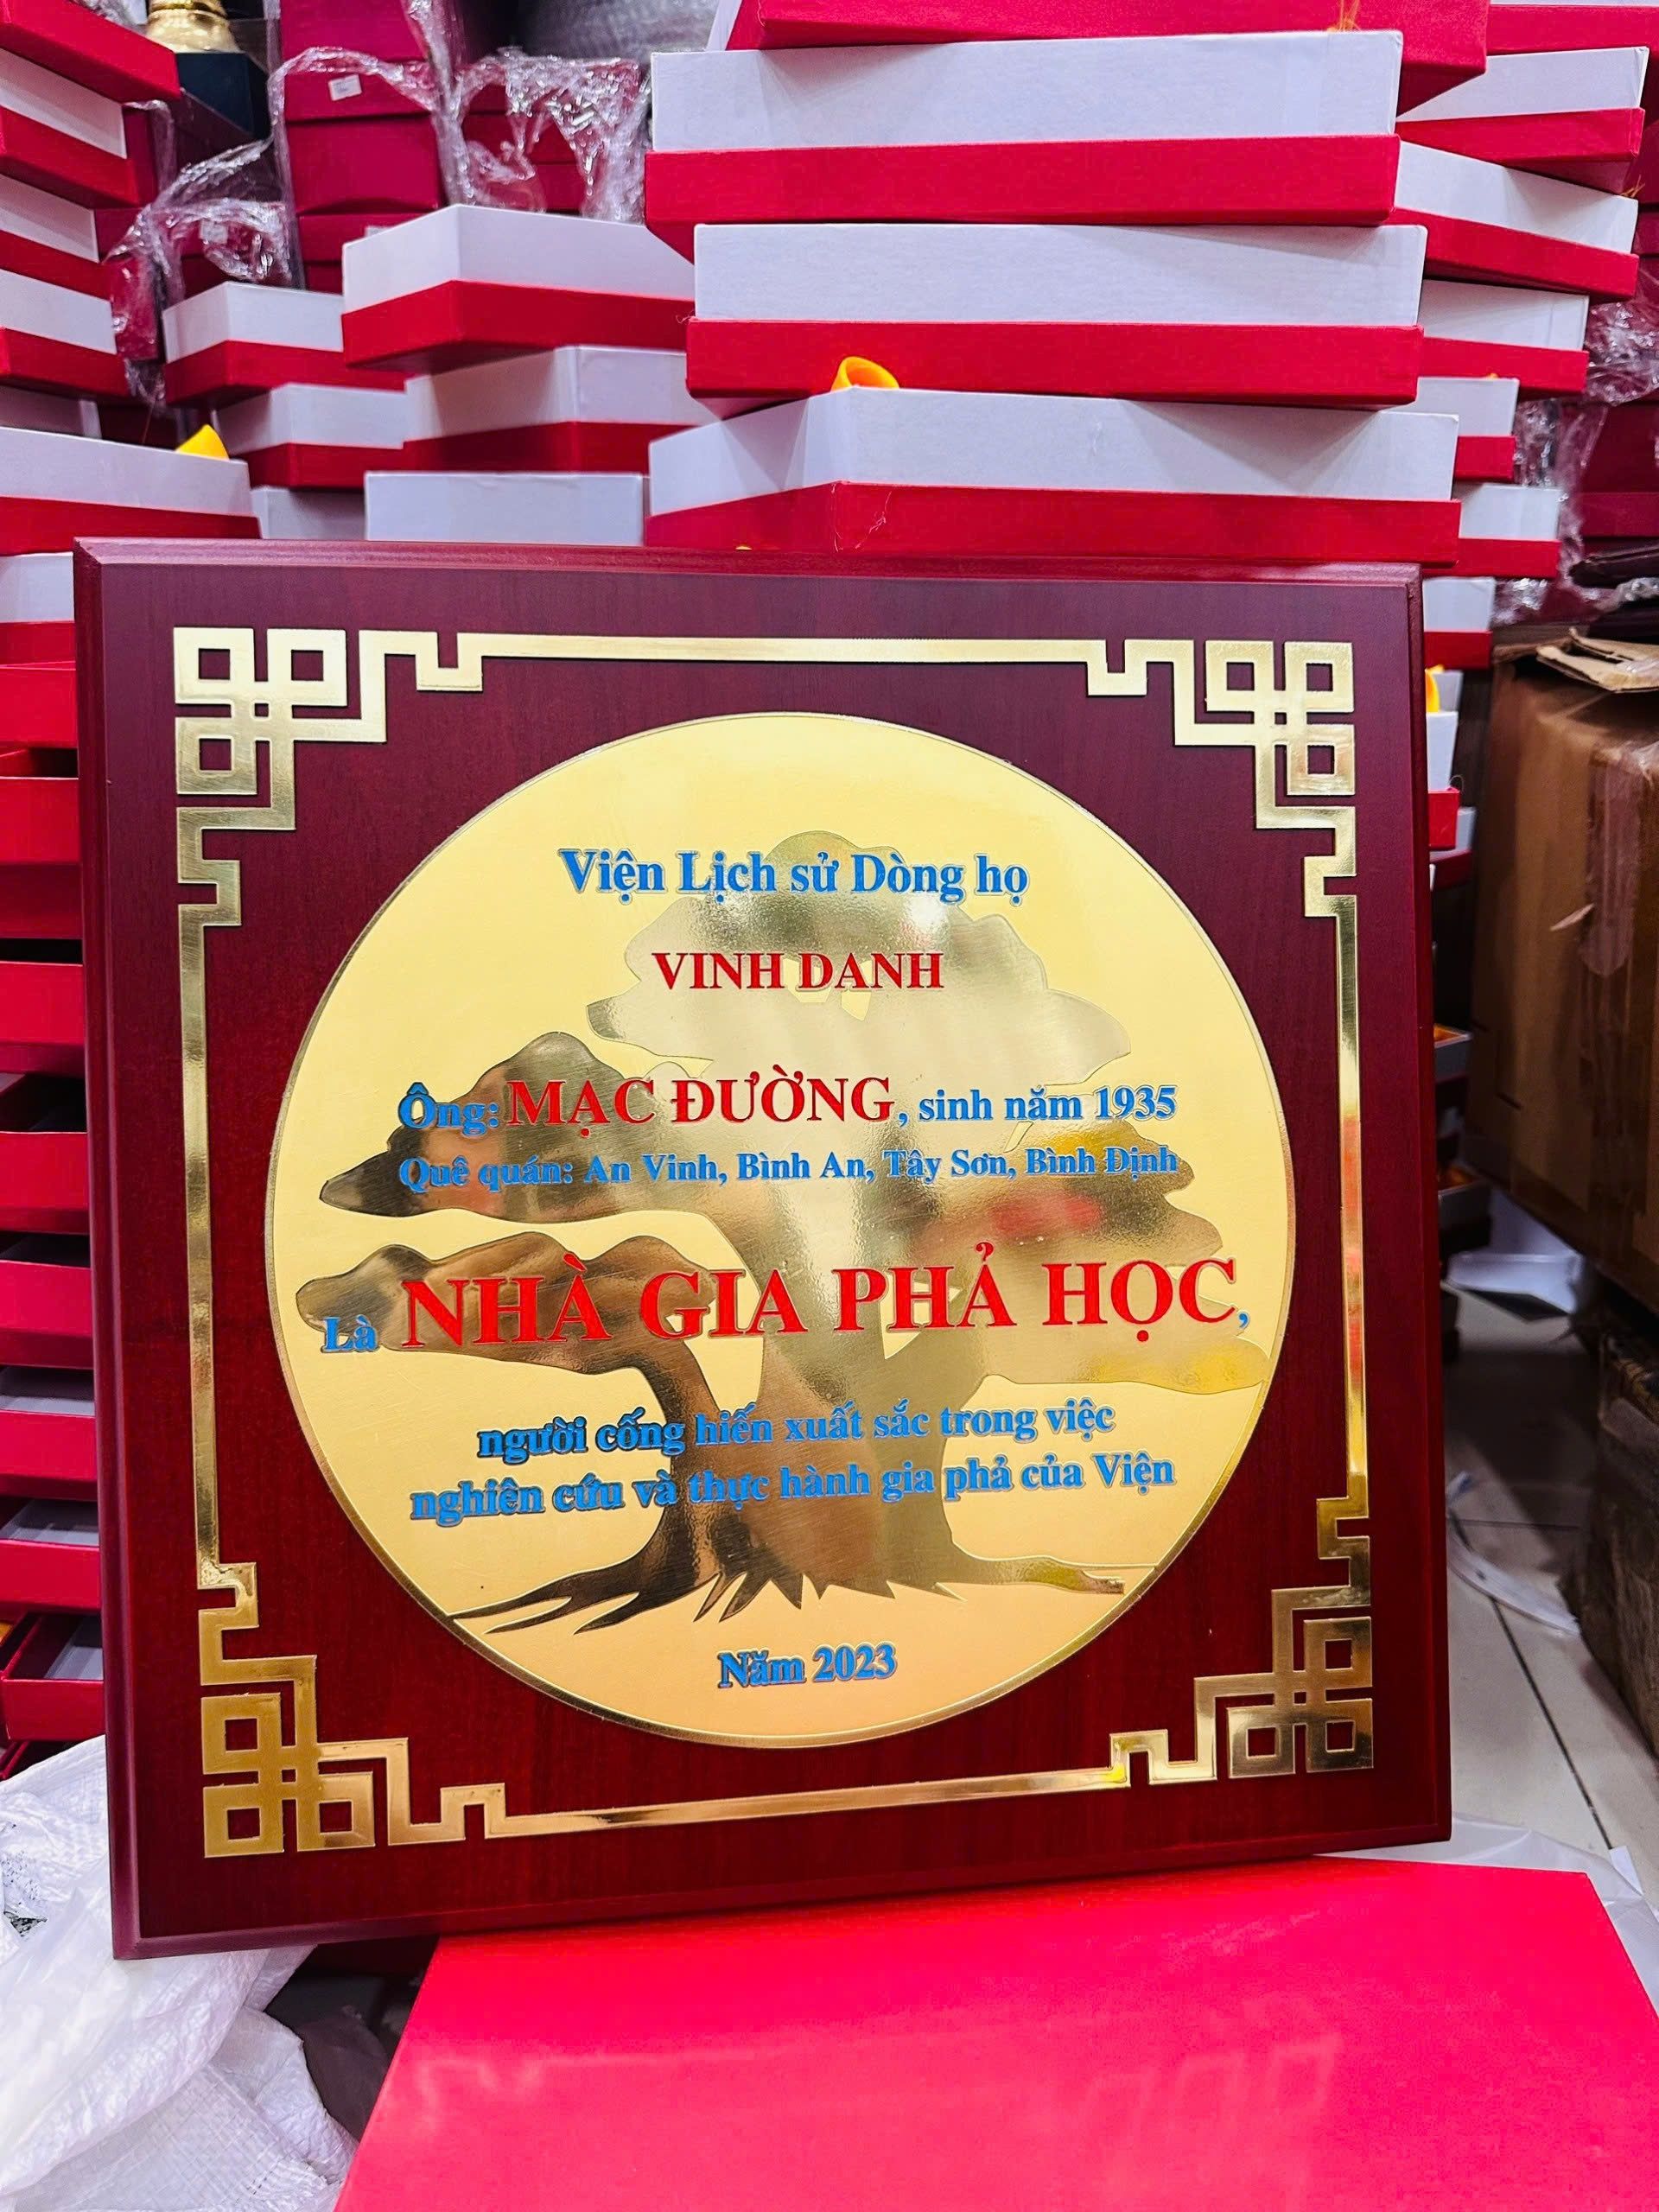 Viện Lịch sử Dòng họ
VINH DANH
Ông: MẠC ĐƯỜNG, sinh năm 1935
Quê quán: An Vinh, Bình An, Tây Sơn, Bình Định
Là NHÀ GIA PHẢ HỌC,
người cống hiến xuất sắc trong việc
nghiên cứu và thực hành gia phả của Viện
Năm 2023